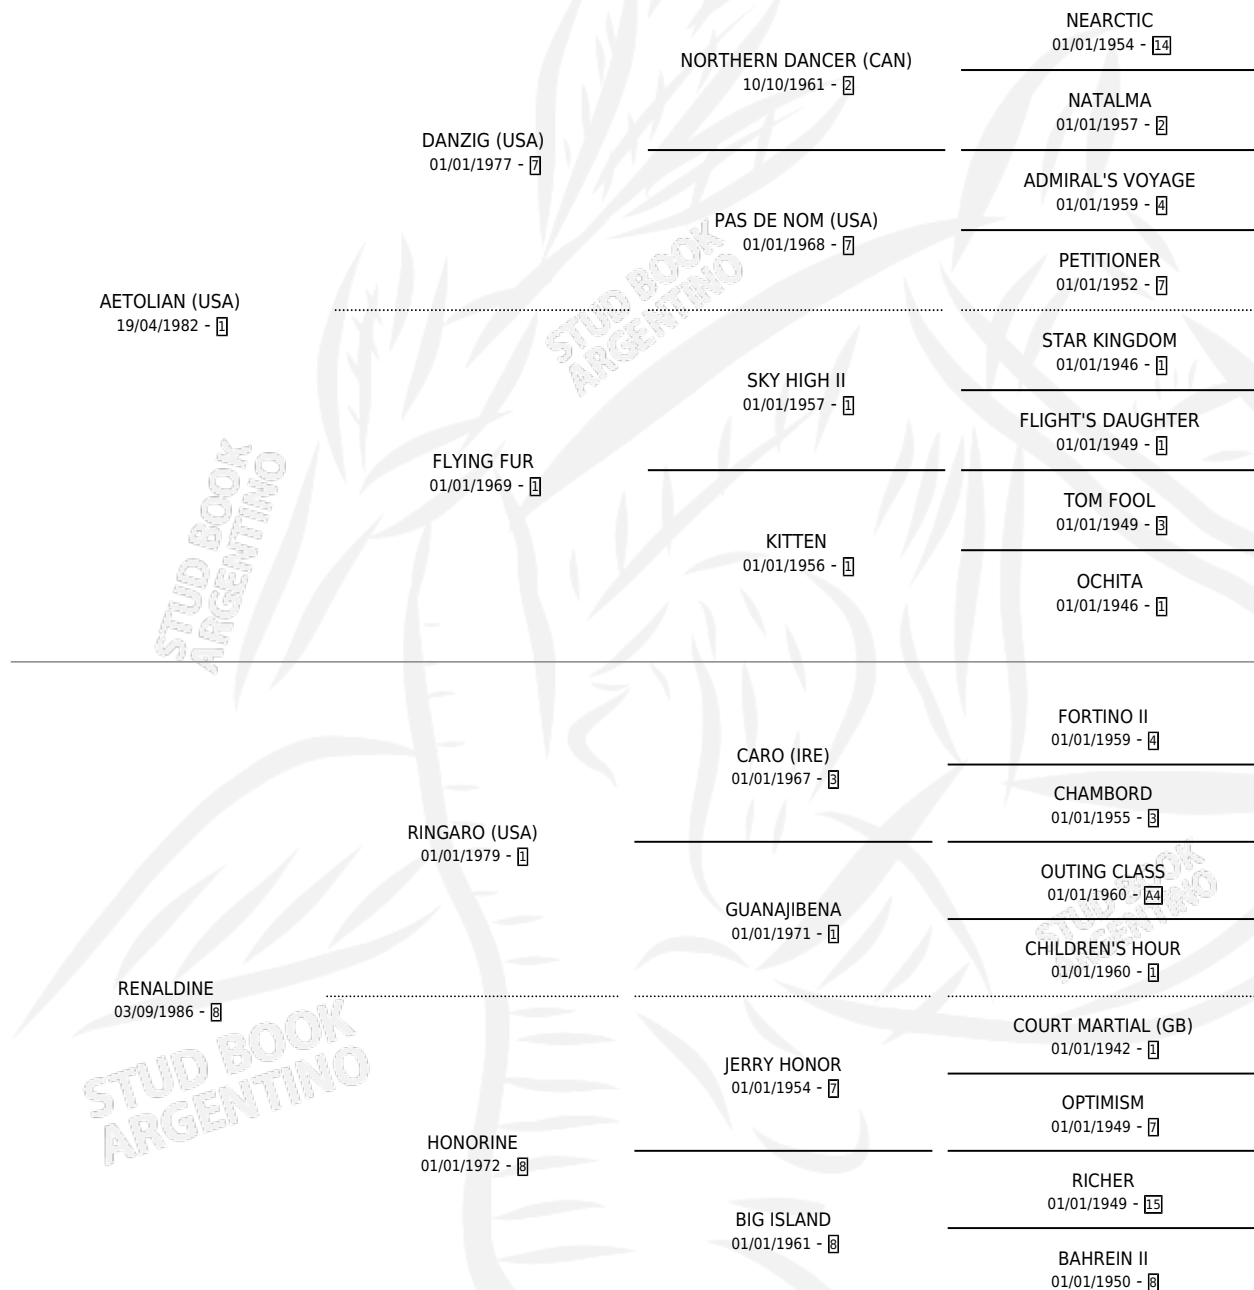 NEARCTIC
01/01/1954 - 14
NORTHERN DANCER (CAN)
10/10/1961 - 2
NATALMA
01/01/1957 - 2
DANZIG (USA)
01/01/1977 - 7
ADMIRAL'S VOYAGE
01/01/1959 - 4
PAS DE NOM (USA)
01/01/1968 - 7
PETITIONER
01/01/1952 - 7
AETOLIAN (USA)
19/04/1982 - 1
STAR KINGDOM
01/01/1946 - 1
SKY HIGH II
01/01/1957 - 1
FLIGHT'S DAUGHTER
01/01/1949 - 1
FLYING FUR
01/01/1969 - 1
TOM FOOL
01/01/1949 - 3
KITTEN
01/01/1956 - 1
OCHITA
01/01/1946 - 1
STUD BOOK
ARGENTINO
STUD BOOK
ARGENTINO
FORTINO II
01/01/1959 - 4
CARO (IRE)
01/01/1967 - 3
CHAMBORD
01/01/1955 - 3
RINGARO (USA)
01/01/1979 - 1
OUTING CLASS
01/01/1960 - A4
GUANAJIBENA
01/01/1971 - 1
CHILDREN'S HOUR
01/01/1960 - 1
RENALDINE
03/09/1986 - 8
COURT MARTIAL (GB)
01/01/1942 - 1
JERRY HONOR
01/01/1954 - 7
OPTIMISM
01/01/1949 - 7
HONORINE
01/01/1972 - 8
RICHER
01/01/1949 - 15
BIG ISLAND
01/01/1961 - 8
BAHREIN II
01/01/1950 - 8
STUD BOOK
ARGENTINO
STUD BOOK
ARGENTINO